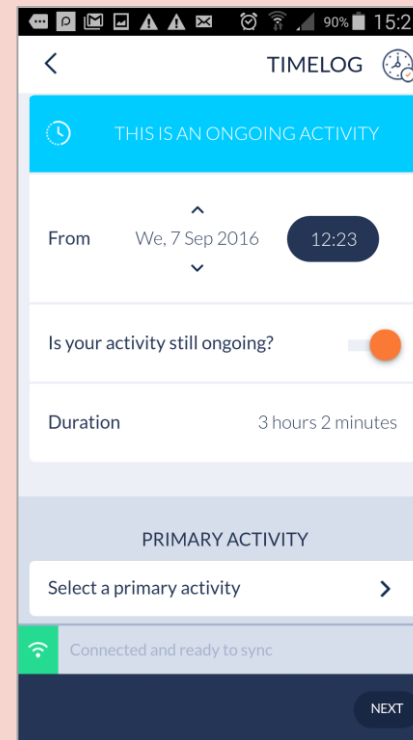 90% 15:2
TIMELOG
THIS IS AN ONGOING ACTIVITY
From We, 7 Sep 2016 12:23
Is your activity still ongoing?
Duration 3 hours 2 minutes
PRIMARY ACTIVITY
Select a primary activity
Connected and ready to sync
NEXT